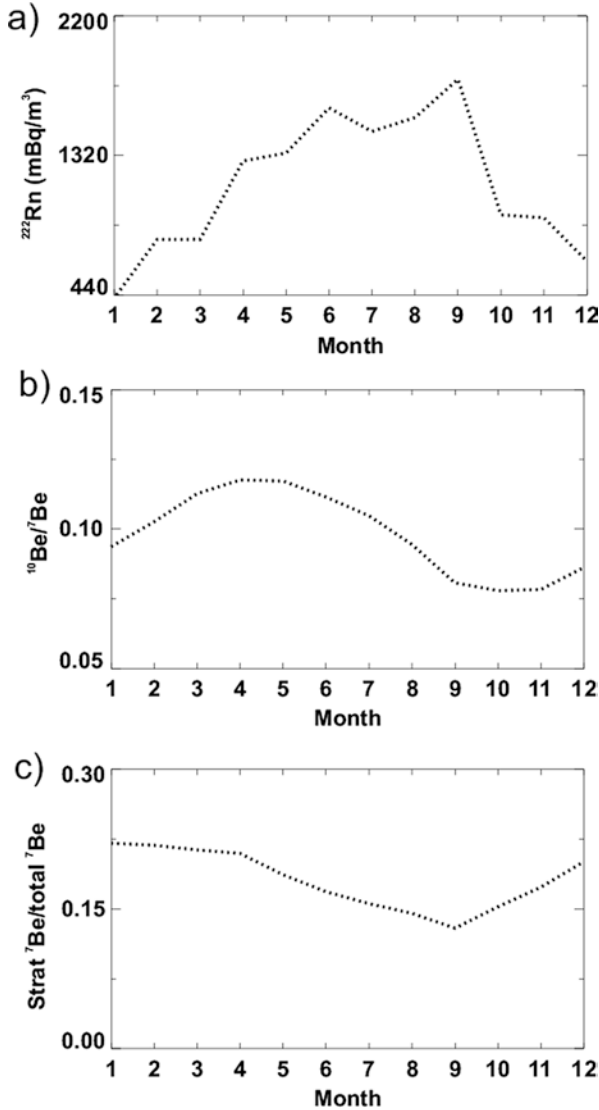 a)
2200
1320
440
²²²Rn (mBq/m³)
1 2 3 4 5 6 7 8 9 10 11 12
Month
b)
0.15
0.10
0.05
¹⁰Be/⁷Be
1 2 3 4 5 6 7 8 9 10 11 12
Month
c)
0.30
0.15
0.00
Strat ⁷Be/total ⁷Be
1 2 3 4 5 6 7 8 9 10 11 12
Month